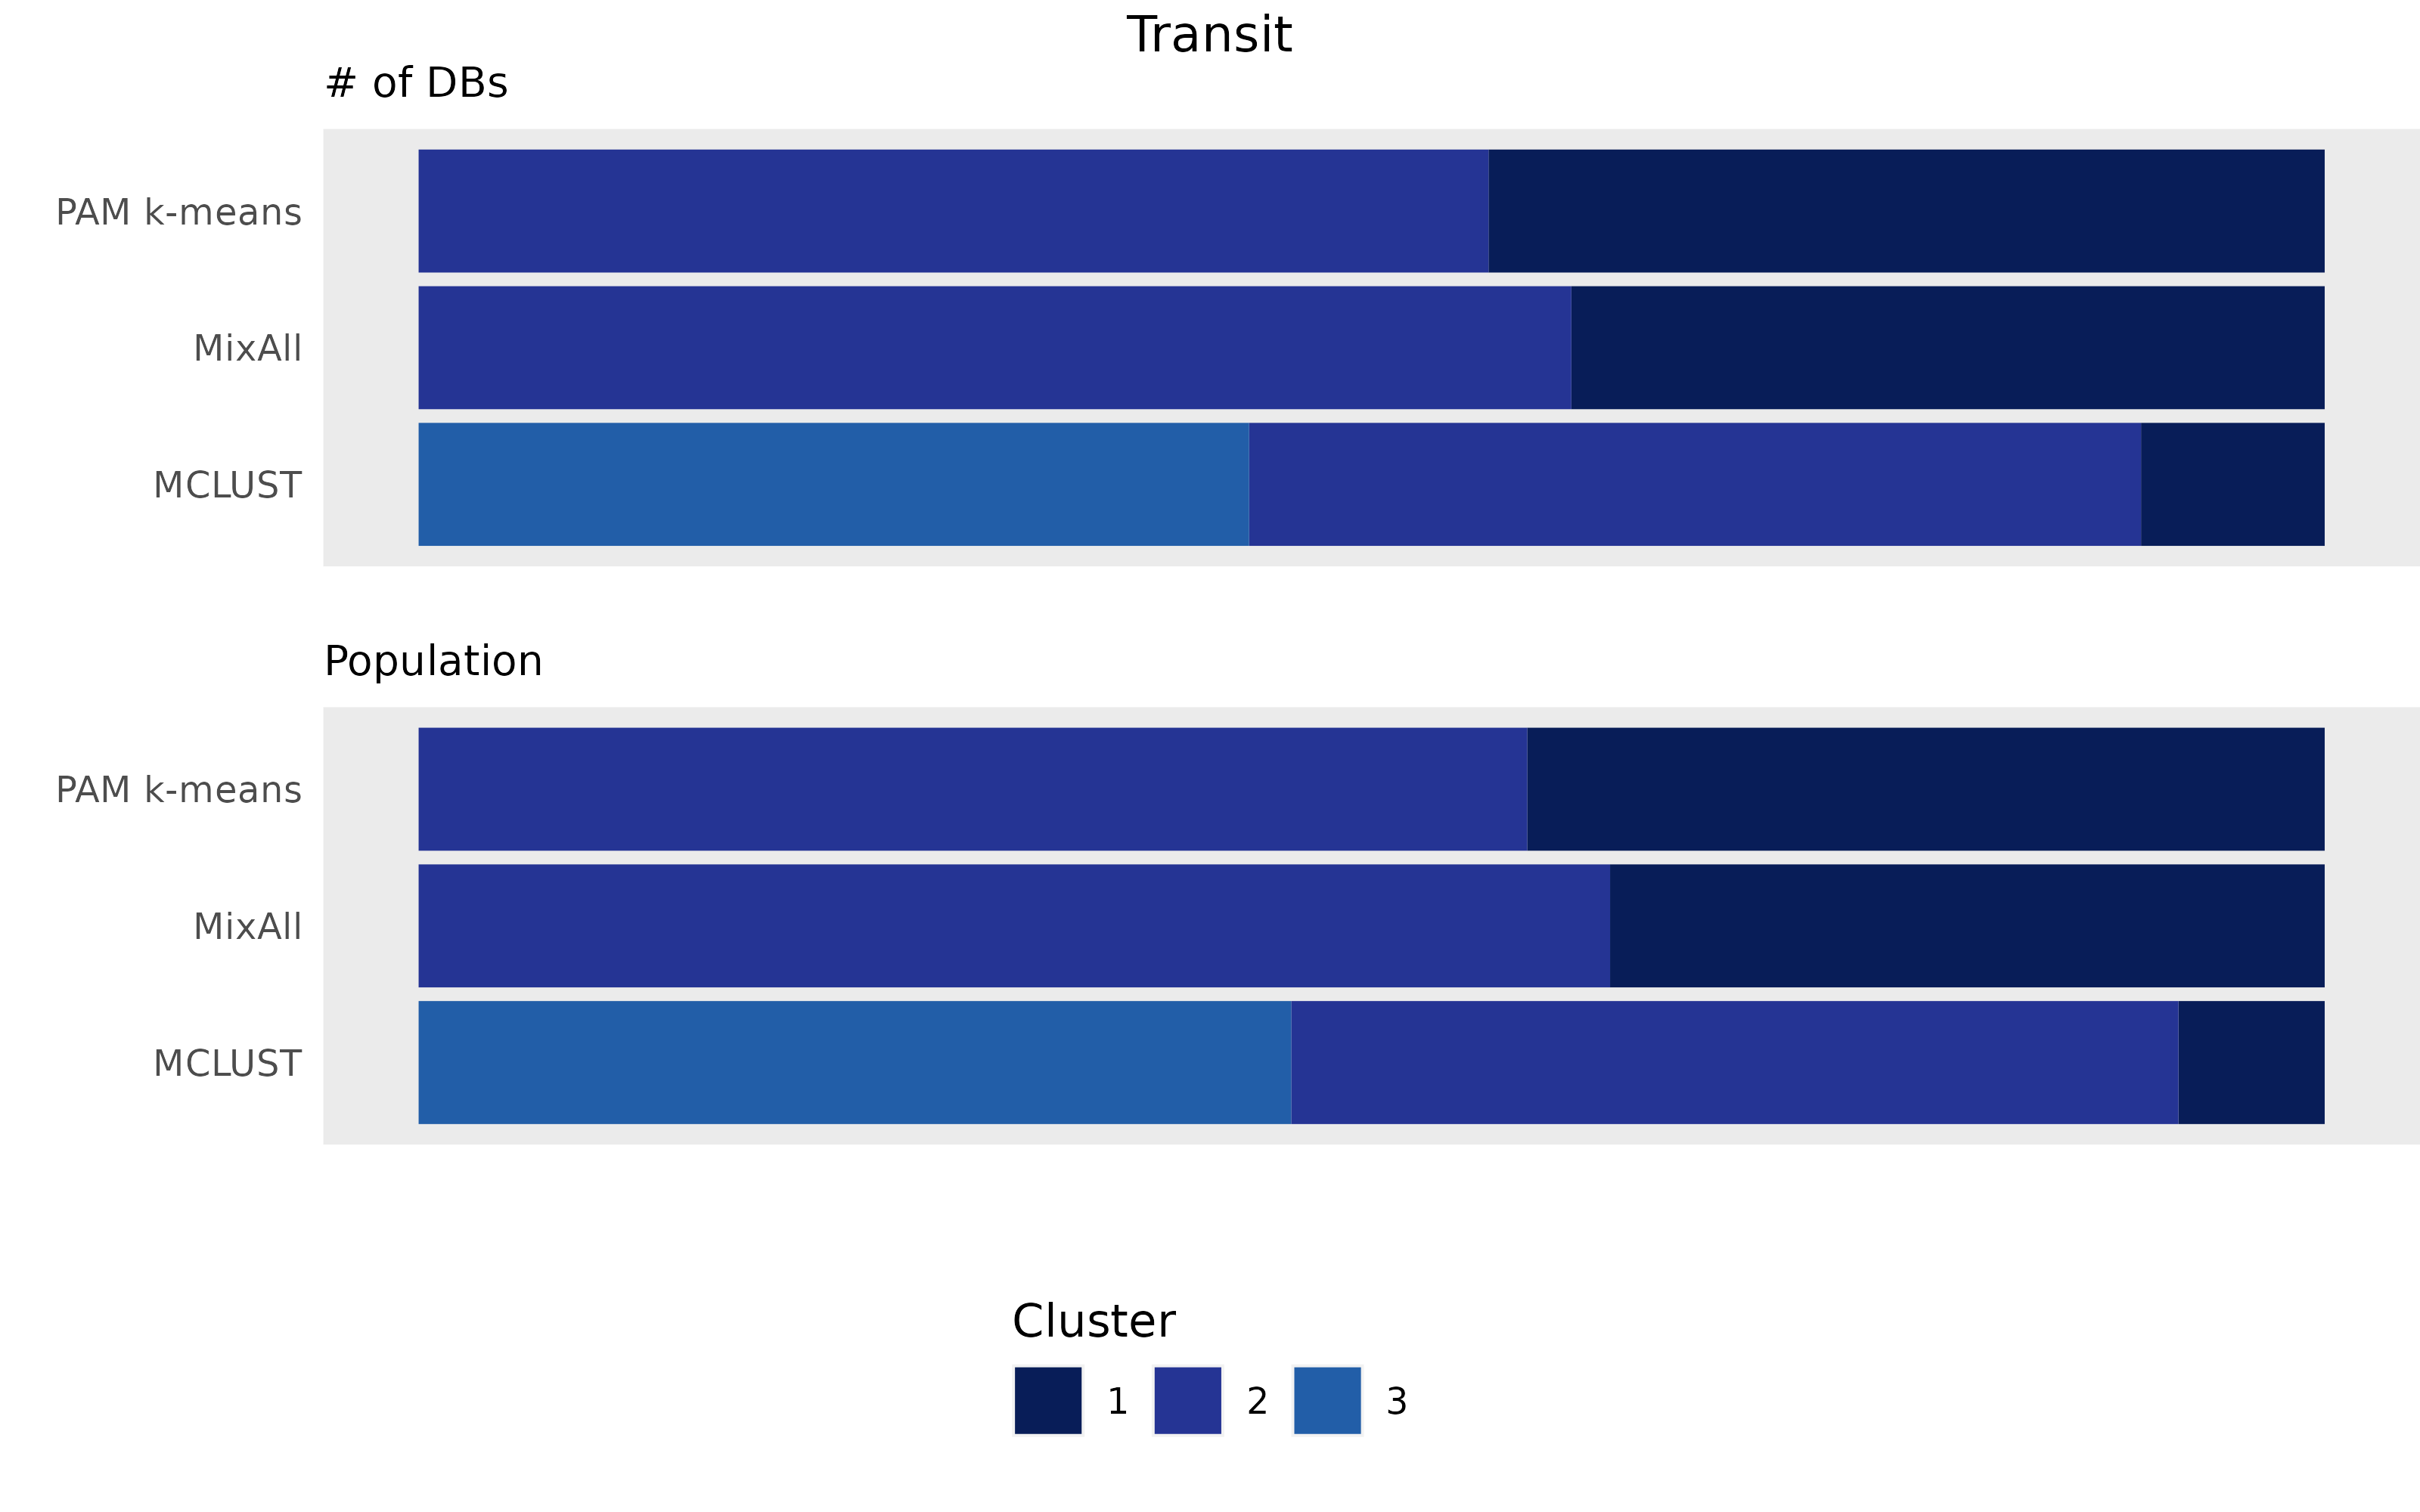 Transit
# of DBs
PAM k-means
MixAll
MCLUST
Population
PAM k-means
MixAll
MCLUST
Cluster
1 2 3